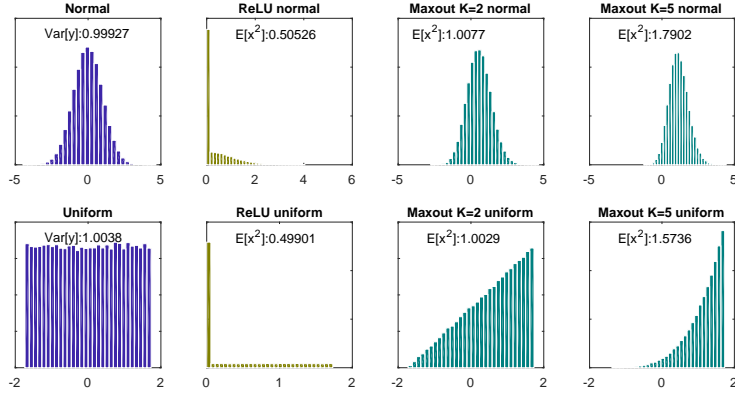 Normal
Var[y]:0.99927
-5 0 5
ReLU normal
E[x²]:0.50526
0 2 4 6
Maxout K=2 normal
E[x²]:1.0077
-5 0 5
Maxout K=5 normal
E[x²]:1.7902
-5 0 5
Uniform
Var[y]:1.0038
-2 0 2
ReLU uniform
E[x²]:0.49901
0 1 2
Maxout K=2 uniform
E[x²]:1.0029
-2 0 2
Maxout K=5 uniform
E[x²]:1.5736
-2 0 2